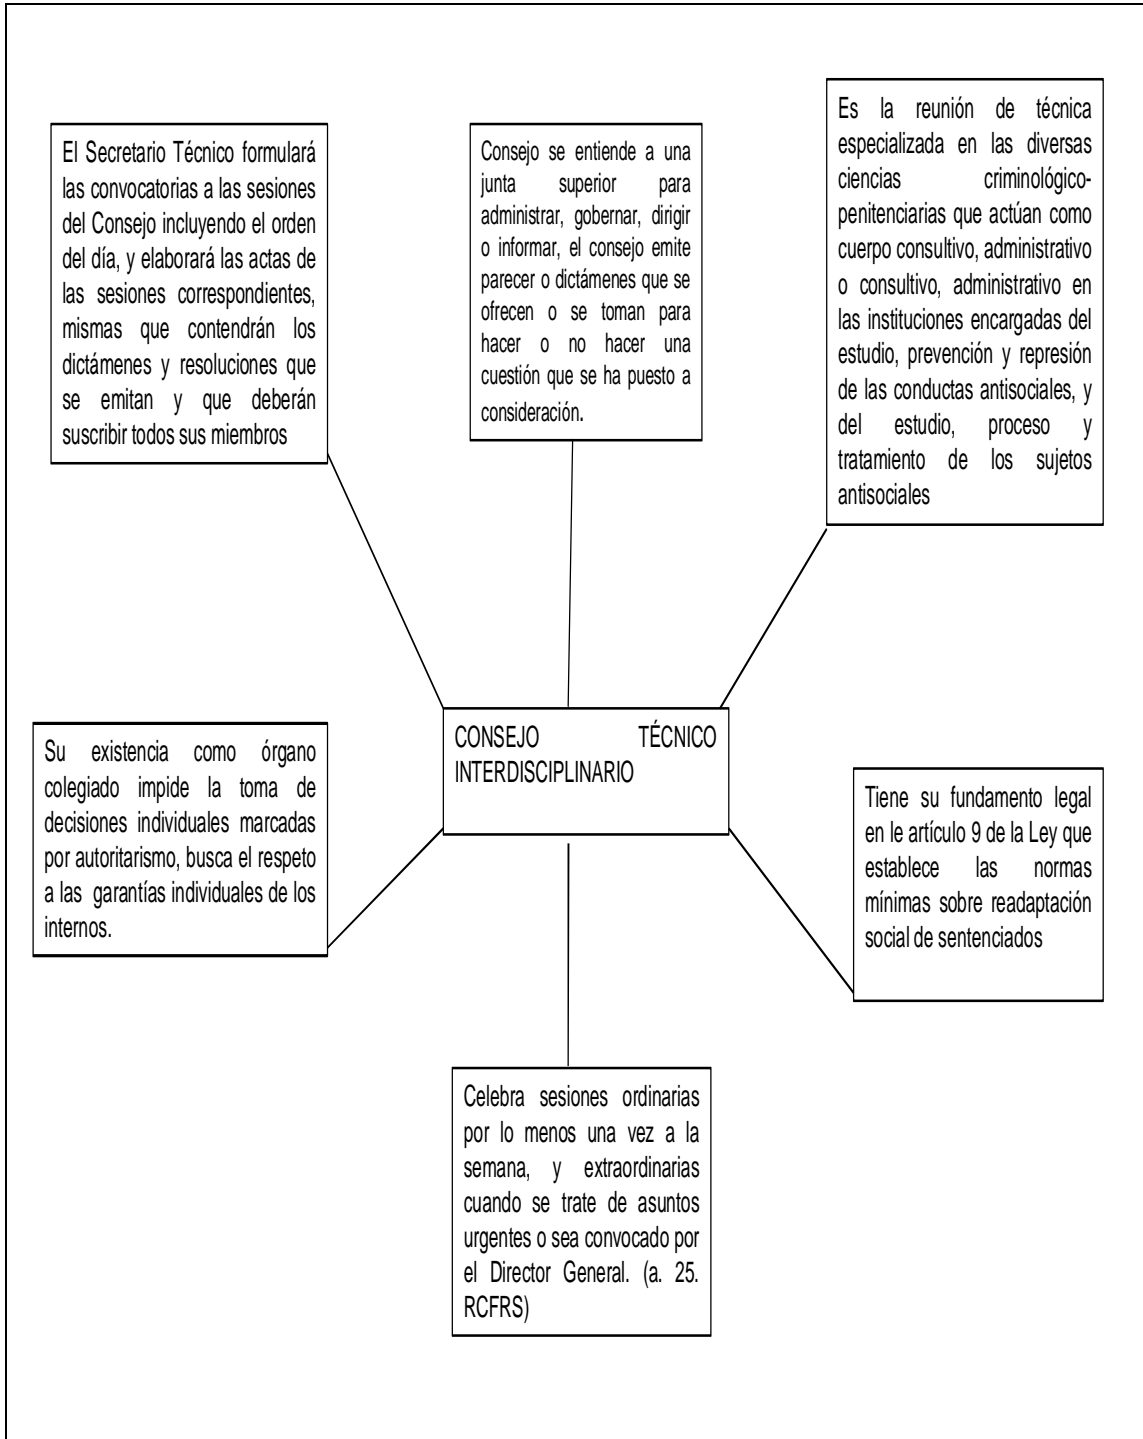 El Secretario Técnico formulará
las convocatorias a las sesiones
del Consejo incluyendo el orden
del día, y elaborará las actas de
las sesiones correspondientes,
mismas que contendrán los
dictámenes y resoluciones que
se emitan y que deberán
suscribir todos sus miembros
Consejo se entiende a una
junta superior para
administrar, gobernar, dirigir
o informar, el consejo emite
parecer o dictámenes que se
ofrecen o se toman para
hacer o no hacer una
cuestión que se ha puesto a
consideración.
Es la reunión de técnica
especializada en las diversas
ciencias criminológico-
penitenciarias que actúan como
cuerpo consultivo, administrativo
o consultivo, administrativo en
las instituciones encargadas del
estudio, prevención y represión
de las conductas antisociales, y
del estudio, proceso y
tratamiento de los sujetos
antisociales
CONSEJO TÉCNICO
INTERDISCIPLINARIO
Su existencia como órgano
colegiado impide la toma de
decisiones individuales marcadas
por autoritarismo, busca el respeto
a las garantías individuales de los
internos.
Tiene su fundamento legal
en le artículo 9 de la Ley que
establece las normas
mínimas sobre readaptación
social de sentenciados
Celebra sesiones ordinarias
por lo menos una vez a la
semana, y extraordinarias
cuando se trate de asuntos
urgentes o sea convocado por
el Director General. (a. 25.
RCFRS)